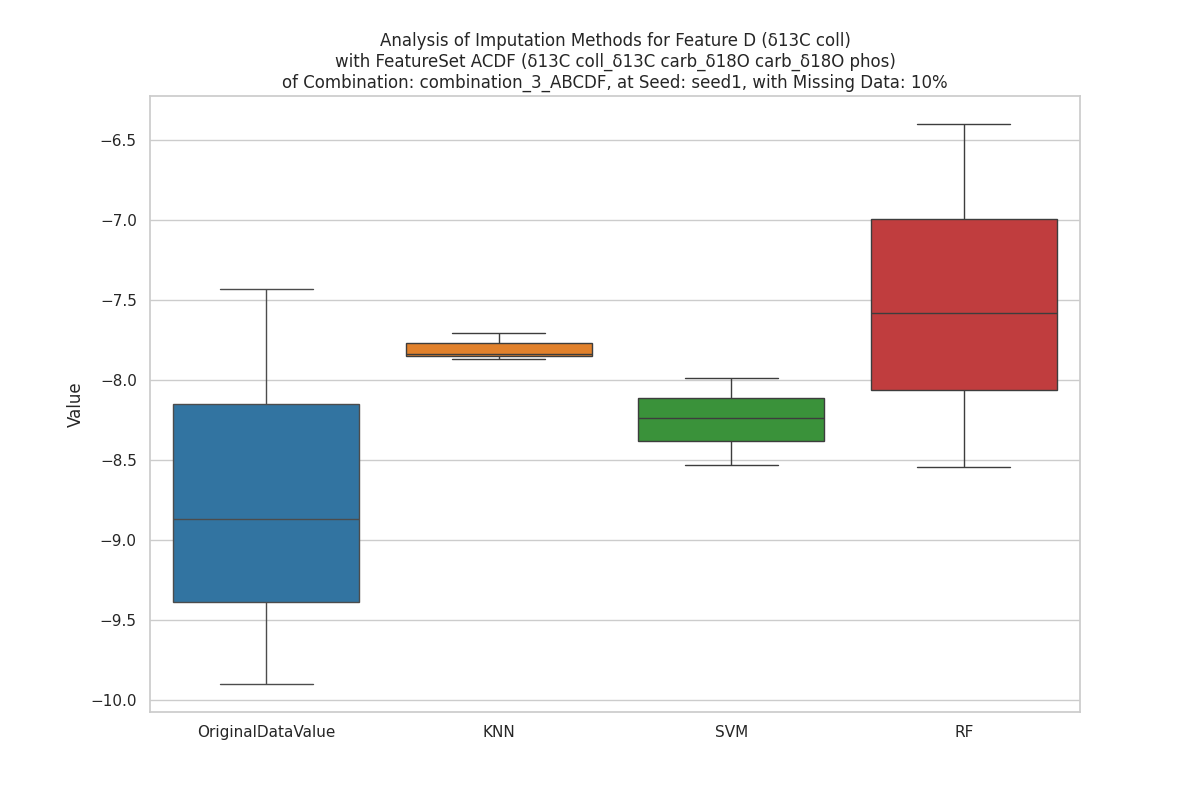 Analysis of Imputation Methods for Feature D (δ13C coll)
with FeatureSet ACDF (δ13C coll_δ13C carb_δ18O carb_δ18O phos)
of Combination: combination_3_ABCDF, at Seed: seed1, with Missing Data: 10%
−6.5
−7.0
−7.5
−8.0
−8.5
−9.0
−9.5
−10.0
Value
OriginalDataValue
KNN
SVM
RF